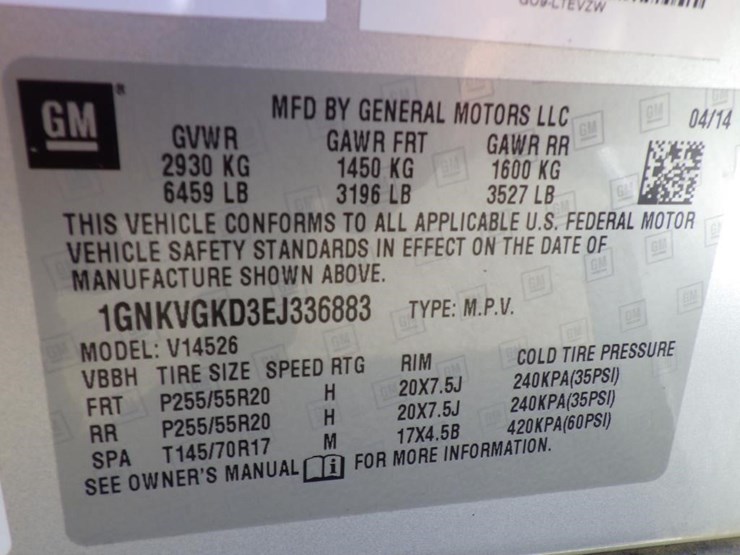 GM®
MFD BY GENERAL MOTORS LLC 04/14
GVWR GAWR FRT GAWR RR
2930 KG 1450 KG 1600 KG
6459 LB 3196 LB 3527 LB
THIS VEHICLE CONFORMS TO ALL APPLICABLE U.S. FEDERAL MOTOR
VEHICLE SAFETY STANDARDS IN EFFECT ON THE DATE OF
MANUFACTURE SHOWN ABOVE.
1GNKVGKD3EJ336883 TYPE: M.P.V.
MODEL: V14526
VBBH TIRE SIZE SPEED RTG RIM COLD TIRE PRESSURE
FRT P255/55R20 H 20X7.5J 240KPA(35PSI)
RR P255/55R20 H 20X7.5J 240KPA(35PSI)
SPA T145/70R17 M 17X4.5B 420KPA(60PSI)
SEE OWNER'S MANUAL i FOR MORE INFORMATION.